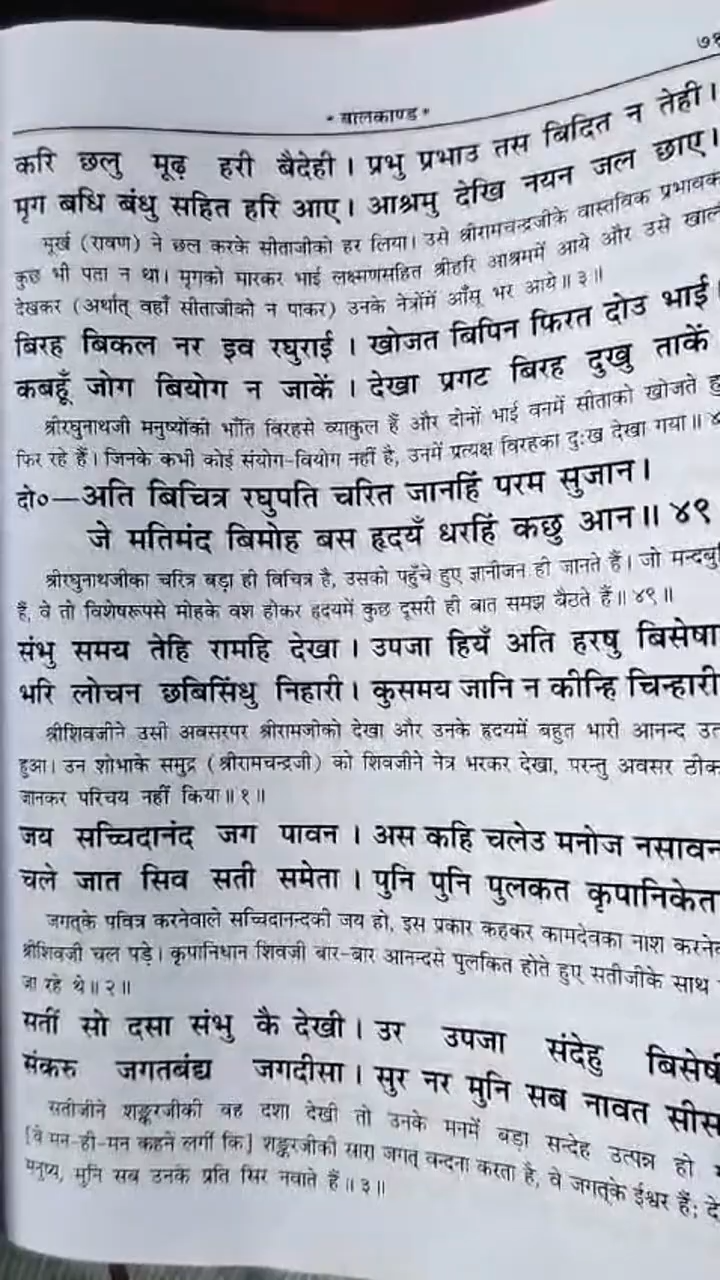 * बालकाण्ड *
करि छलु मूढ़ हरी बैदेही । प्रभु प्रभाउ तस बिदित न तेही ।
मृग बधि बंधु सहित हरि आए । आश्रमु देखि नयन जल छाए ।
मूर्ख (रावण) ने छल करके सीताजीको हर लिया। उसे श्रीरामचन्द्रजीके वास्तविक प्रभावक
कुछ भी पता न था। मृगको मारकर भाई लक्ष्मणसहित श्रीहरि आश्रममें आये और उसे खाल
देखकर (अर्थात् वहाँ सीताजीको न पाकर) उनके नेत्रोंमें आँसू भर आये॥ ३॥
बिरह बिकल नर इव रघुराई । खोजत बिपिन फिरत दोउ भाई
कबहूँ जोग बियोग न जाकें । देखा प्रगट बिरह दुखु ताकें
श्रीरघुनाथजी मनुष्योंकी भाँति विरहसे व्याकुल हैं और दोनों भाई वनमें सीताको खोजते हु
फिर रहे हैं। जिनके कभी कोई संयोग-वियोग नहीं है, उनमें प्रत्यक्ष विरहका दुःख देखा गया॥
दो०—अति बिचित्र रघुपति चरित जानहिं परम सुजान।
जे मतिमंद बिमोह बस हृदयँ धरहिं कछु आन॥ ४९
श्रीरघुनाथजीका चरित्र बड़ा ही विचित्र है, उसको पहुँचे हुए ज्ञानीजन ही जानते हैं। जो मन्दबु
हैं, वे तो विशेषरूपसे मोहके वश होकर हृदयमें कुछ दूसरी ही बात समझ बैठते हैं॥ ४९॥
संभु समय तेहि रामहि देखा । उपजा हियँ अति हरषु बिसेषा
भरि लोचन छबिसिंधु निहारी । कुसमय जानि न कीन्हि चिन्हारी
श्रीशिवजीने उसी अवसरपर श्रीरामजीको देखा और उनके हृदयमें बहुत भारी आनन्द उत
हुआ। उन शोभाके समुद्र (श्रीरामचन्द्रजी) को शिवजीने नेत्र भरकर देखा, परन्तु अवसर ठीक
जानकर परिचय नहीं किया॥ १॥
जय सच्चिदानंद जग पावन । अस कहि चलेउ मनोज नसावन
चले जात सिव सती समेता । पुनि पुनि पुलकत कृपानिकेत
जगत्‌के पवित्र करनेवाले सच्चिदानन्दकी जय हो, इस प्रकार कहकर कामदेवका नाश करने
श्रीशिवजी चल पड़े। कृपानिधान शिवजी बार-बार आनन्दसे पुलकित होते हुए सतीजीके साथ
जा रहे थे॥ २॥
सतीं सो दसा संभु कै देखी । उर उपजा संदेहु बिसेषी
संकरु जगतबंद्य जगदीसा । सुर नर मुनि सब नावत सीस
सतीजीने शङ्करजीकी वह दशा देखी तो उनके मनमें बड़ा सन्देह उत्पन्न हो
[वे मन-ही-मन कहने लगीं कि] शङ्करजीकी सारा जगत् वन्दना करता है, वे जगत्‌के ईश्वर हैं; दे
मनुष्य, मुनि सब उनके प्रति सिर नवाते हैं॥ ३॥